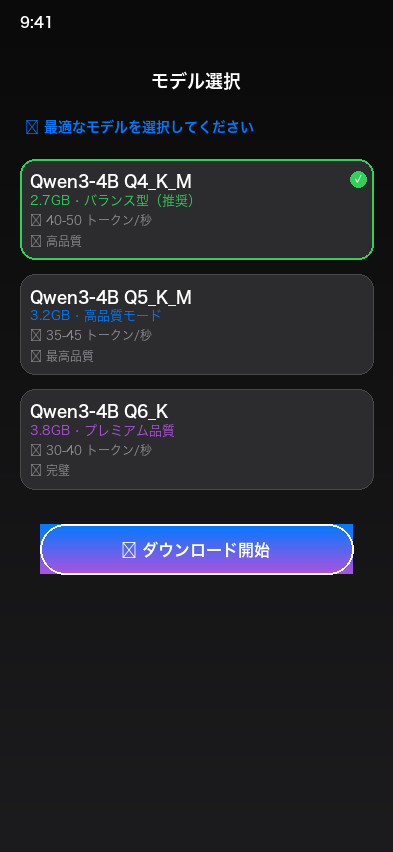 9:41
モデル選択
最適なモデルを選択してください
Qwen3-4B Q4_K_M
2.7GB・バランス型（推奨）
40-50 トークン/秒
高品質
Qwen3-4B Q5_K_M
3.2GB・高品質モード
35-45 トークン/秒
最高品質
Qwen3-4B Q6_K
3.8GB・プレミアム品質
30-40 トークン/秒
完璧
ダウンロード開始